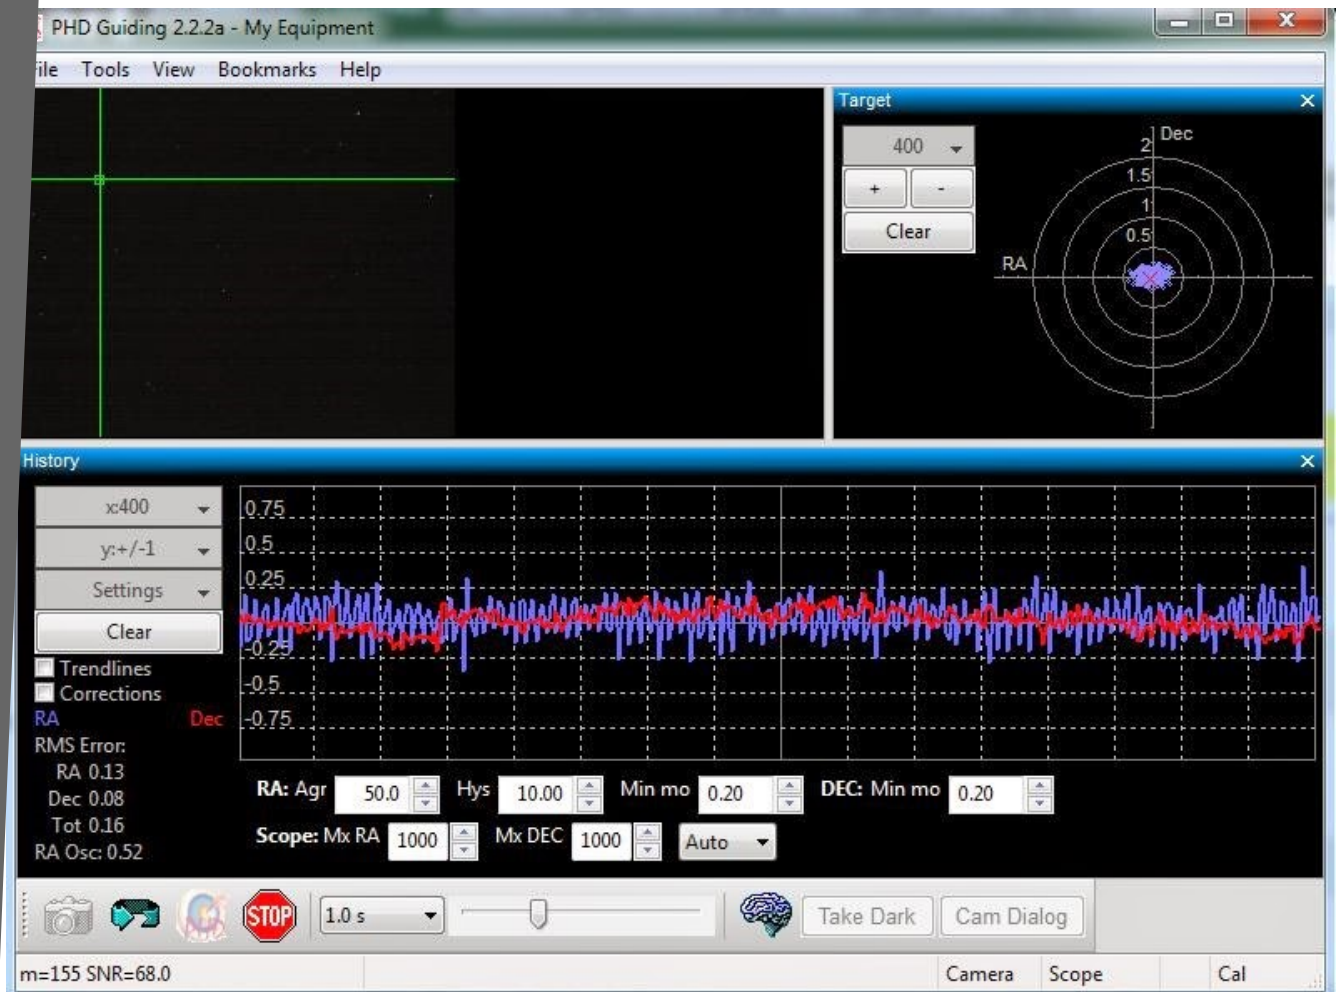 PHD Guiding 2.2.2a - My Equipment
ile Tools View Bookmarks Help
Target
400
+ -
Clear
Dec
2
1.5
1
0.5
RA
History
x:400
y:+/-1
Settings
Clear
Trendlines
Corrections
RA Dec
RMS Error:
RA 0.13
Dec 0.08
Tot 0.16
RA Osc: 0.52
0.75
0.5
0.25
-0.25
-0.5
-0.75
RA: Agr 50.0 Hys 10.00 Min mo 0.20 DEC: Min mo 0.20
Scope: Mx RA 1000 Mx DEC 1000 Auto
STOP 1.0 s Take Dark Cam Dialog
m=155 SNR=68.0 Camera Scope Cal